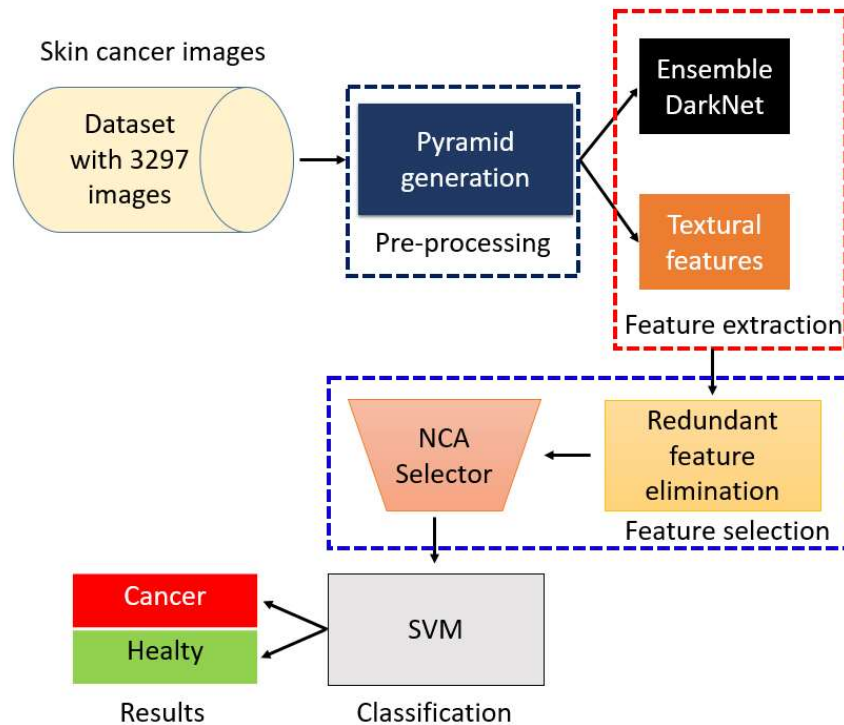 Skin cancer images
Dataset
with 3297
images
Pyramid
generation
Pre-processing
Ensemble
DarkNet
Textural
features
Feature extraction
Redundant
feature
elimination
Feature selection
NCA
Selector
SVM
Classification
Cancer
Healty
Results